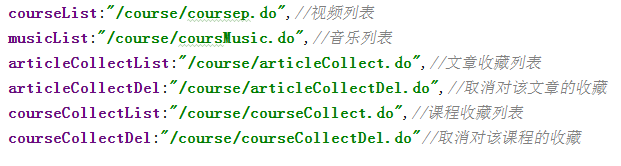 courseList:"/course/coursep.do",//视频列表
musicList:"/course/coursMusic.do",//音乐列表
articleCollectList:"/course/articleCollect.do",//文章收藏列表
articleCollectDel:"/course/articleCollectDel.do",//取消对该文章的收藏
courseCollectList:"/course/courseCollect.do",//课程收藏列表
courseCollectDel:"/course/courseCollectDel.do"//取消对该课程的收藏